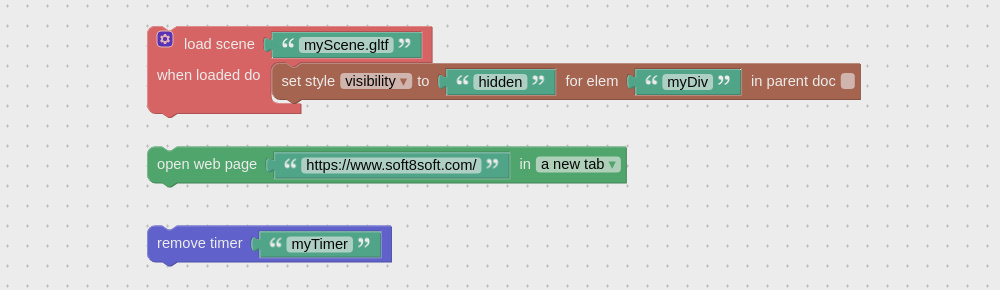 load scene “ myScene.gltf ”
when loaded do set style visibility ▾ to “ hidden ” for elem “ myDiv ” in parent doc
open web page “ https://www.soft8soft.com/ ” in a new tab ▾
remove timer “ myTimer ”